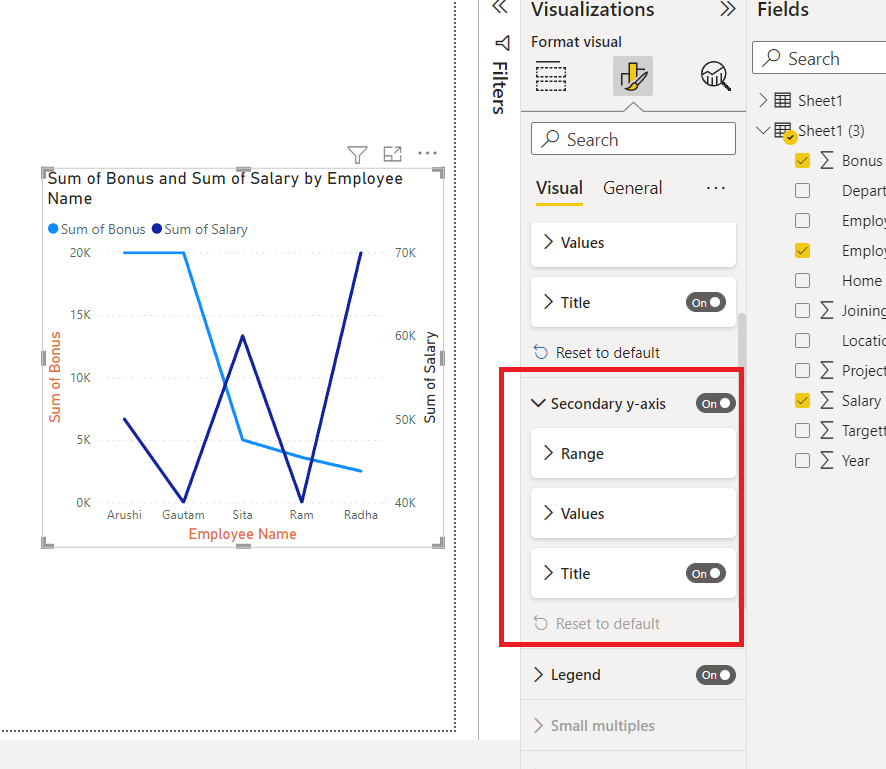 Visualizations
Fields
Format visual
Filters
Search
Search
Visual General
Sheet1
Sheet1 (3)
Bonus
Depart
Employ
Employ
Home
Joining
Locatio
Project
Salary
Targett
Year
Values
Title On
Reset to default
Secondary y-axis On
Range
Values
Title On
Reset to default
Legend On
Small multiples
Sum of Bonus and Sum of Salary by Employee
Name
Sum of Bonus Sum of Salary
20K 70K
15K 60K
10K 50K
5K 40K
0K
Sum of Bonus
Sum of Salary
Arushi Gautam Sita Ram Radha
Employee Name